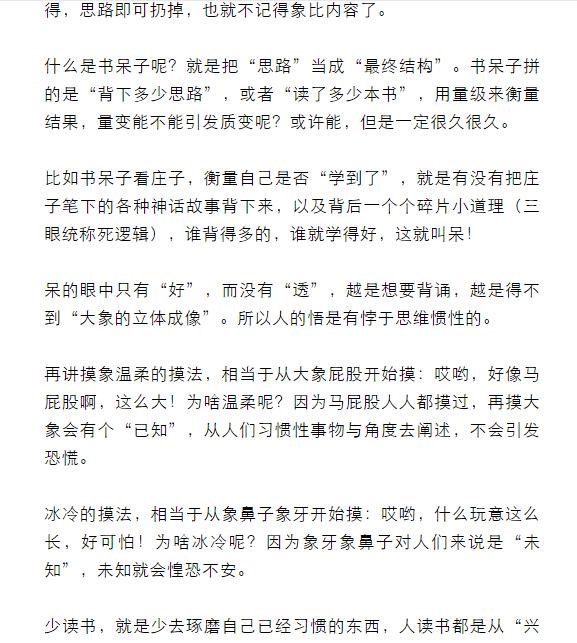 得，思路即可扔掉，也就不记得象比内容了。
什么是书呆子呢？就是把“思路”当成“最终结构”。书呆子拼
的是“背下多少思路”，或者“读了多少本书”，用量级来衡量
结果，量变能不能引发质变呢？或许能，但是一定很久很久。
比如书呆子看庄子，衡量自己是否“学到了”，就是有没有把庄
子笔下的各种神话故事背下来，以及背后一个个碎片小道理（三
眼统称死逻辑），谁背得多的，谁就学得好，这就叫呆！
呆的眼中只有“好”，而没有“透”，越是想要背诵，越是得不
到“大象的立体成像”。所以人的悟是有悖于思维惯性的。
再讲摸象温柔的摸法，相当于从大象屁股开始摸：哎哟，好像马
屁股啊，这么大！为啥温柔呢？因为马屁股人人都摸过，再摸大
象会有个“已知”，从人们习惯性事物与角度去阐述，不会引发
恐慌。
冰冷的摸法，相当于从象鼻子象牙开始摸：哎哟，什么玩意这么
长，好可怕！为啥冰冷呢？因为象牙象鼻子对人们来说是“未
知”，未知就会惶恐不安。
少读书，就是少去琢磨自己已经习惯的东西，人读书都是从“兴